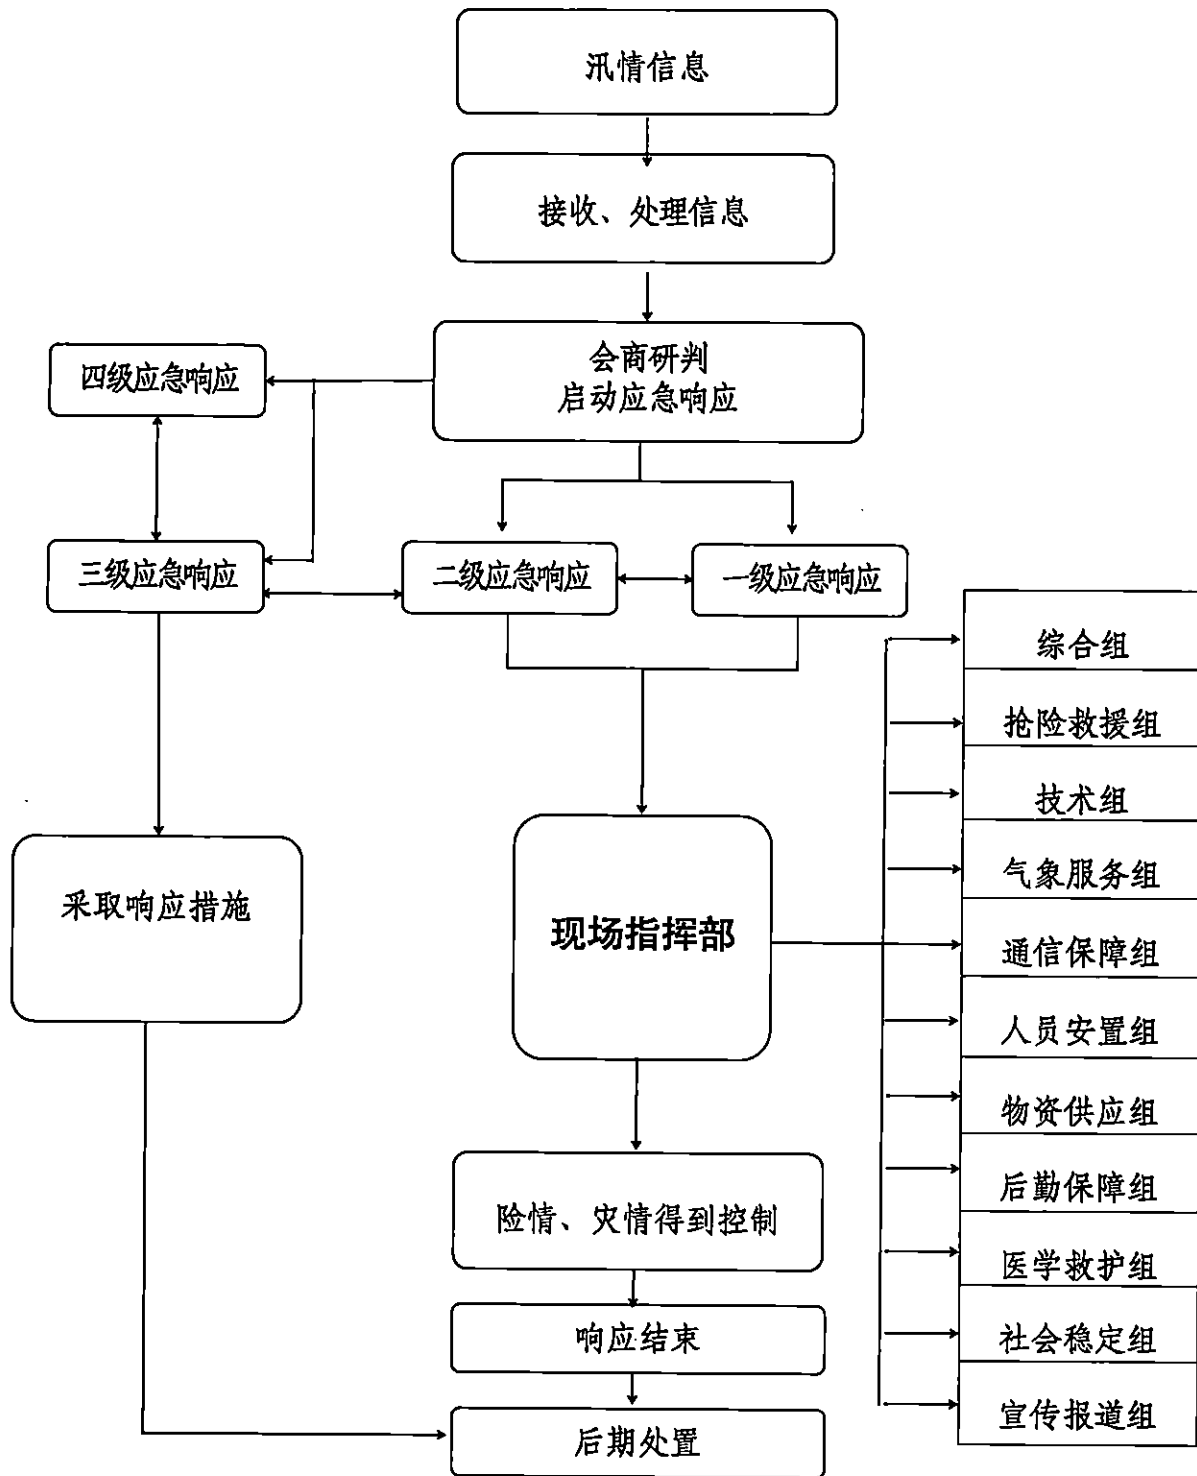 汛情信息
接收、处理信息
会商研判
启动应急响应
四级应急响应
三级应急响应
二级应急响应
一级应急响应
采取响应措施
现场指挥部
综合组
抢险救援组
技术组
气象服务组
通信保障组
人员安置组
物资供应组
后勤保障组
医学救护组
社会稳定组
宣传报道组
险情、灾情得到控制
响应结束
后期处置